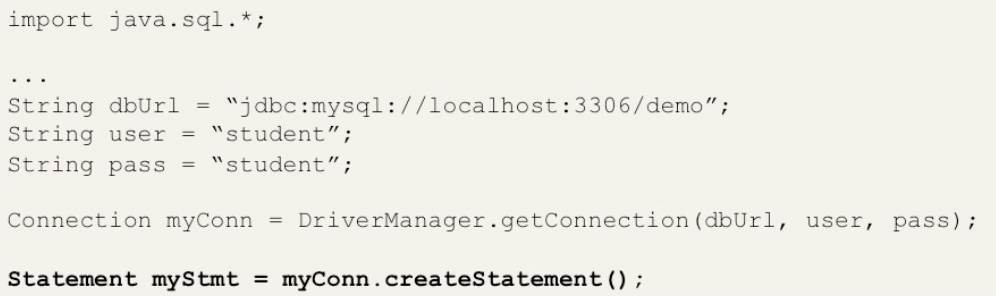 import java.sql.*;
...
String dbUrl = “jdbc:mysql://localhost:3306/demo”;
String user = “student”;
String pass = “student”;
Connection myConn = DriverManager.getConnection(dbUrl, user, pass);
Statement myStmt = myConn.createStatement();